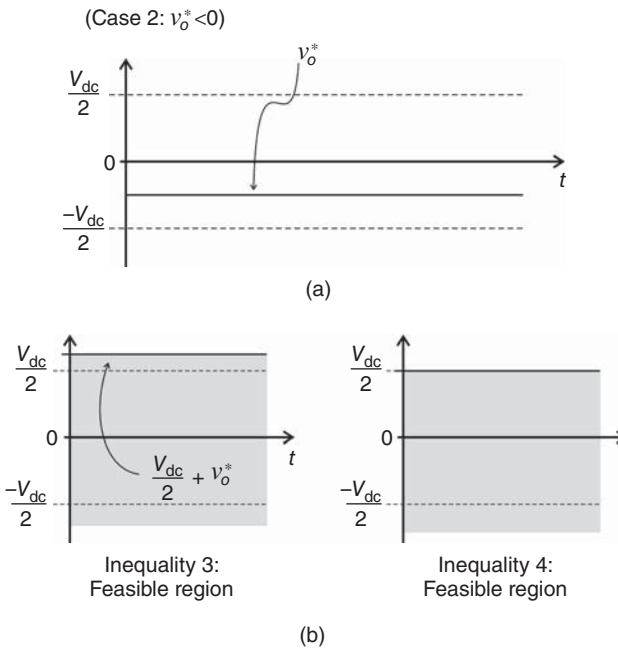 (Case 2: v_o^* <0)
v_o^*
V_dc/2
0
t
−V_dc/2
(a)
V_dc/2
0
t
V_dc/2 + v_o^*
−V_dc/2
Inequality 3:
Feasible region
V_dc/2
0
t
−V_dc/2
Inequality 4:
Feasible region
(b)